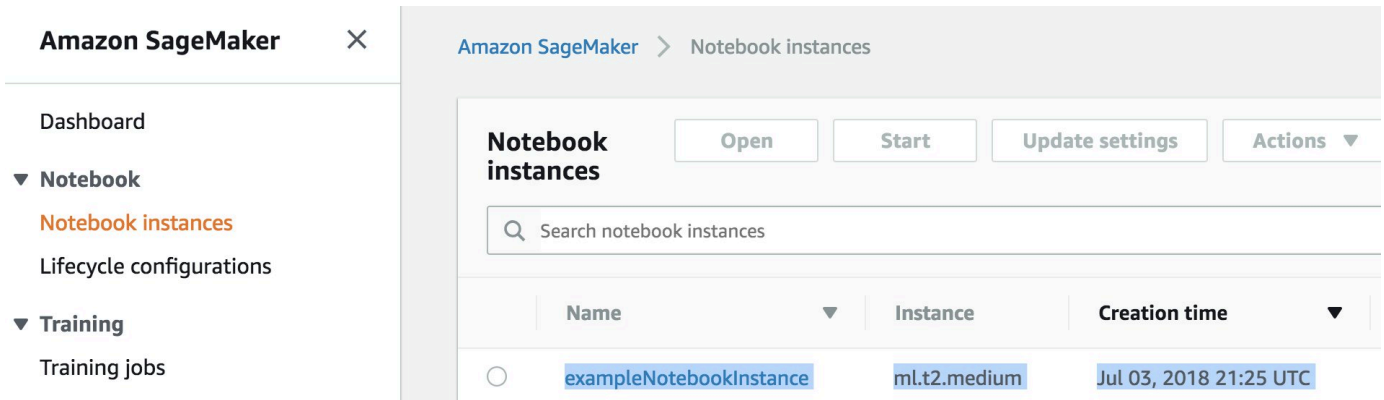 Amazon SageMaker
Dashboard
Notebook
Notebook instances
Lifecycle configurations
Training
Training jobs
Amazon SageMaker > Notebook instances
Notebook
instances
Open Start Update settings Actions
Search notebook instances
Name Instance Creation time
exampleNotebookInstance ml.t2.medium Jul 03, 2018 21:25 UTC